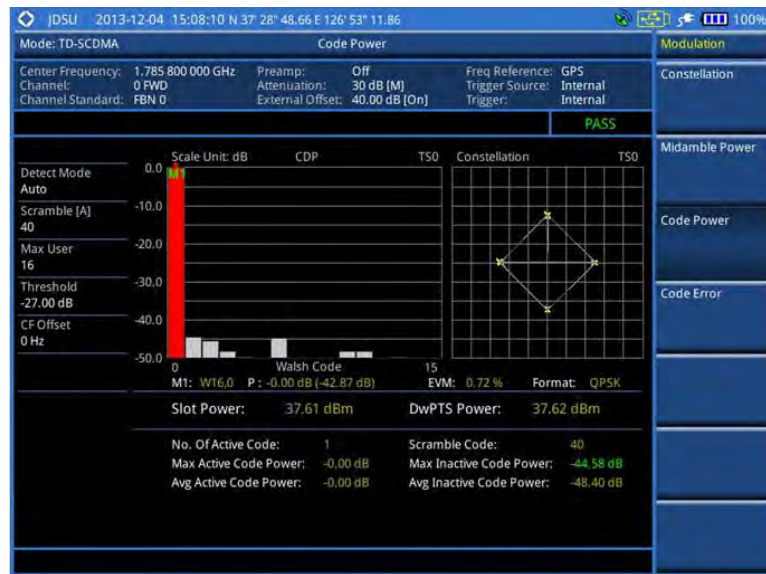 JDSU 2013-12-04 15:08:10 N 37' 28" 48.66 E 126' 53" 11.86 100%
Mode: TD-SCDMA Code Power Modulation
Center Frequency: 1.785 800 000 GHz Preamp: Off Freq Reference: GPS
Channel: 0 FWD Attenuation: 30 dB [M] Trigger Source: Internal
Channel Standard: FBN 0 External Offset: 40.00 dB [On] Trigger: Internal
PASS
Constellation
Midamble Power
Code Power
Code Error
Detect Mode
Auto
Scramble [A]
40
Max User
16
Threshold
-27.00 dB
CF Offset
0 Hz
Scale Unit: dB CDP TS0 Constellation TS0
0.0
M1
-10.0
-20.0
-30.0
-40.0
-50.0
0 Walsh Code 15
M1: W16,0 P : -0.00 dB (-42.87 dB) EVM: 0.72 % Format: QPSK
Slot Power: 37.61 dBm DwPTS Power: 37.62 dBm
No. Of Active Code: 1 Scramble Code: 40
Max Active Code Power: -0,00 dB Max Inactive Code Power: -44,58 dB
Avg Active Code Power: -0,00 dB Avg Inactive Code Power: -48.40 dB